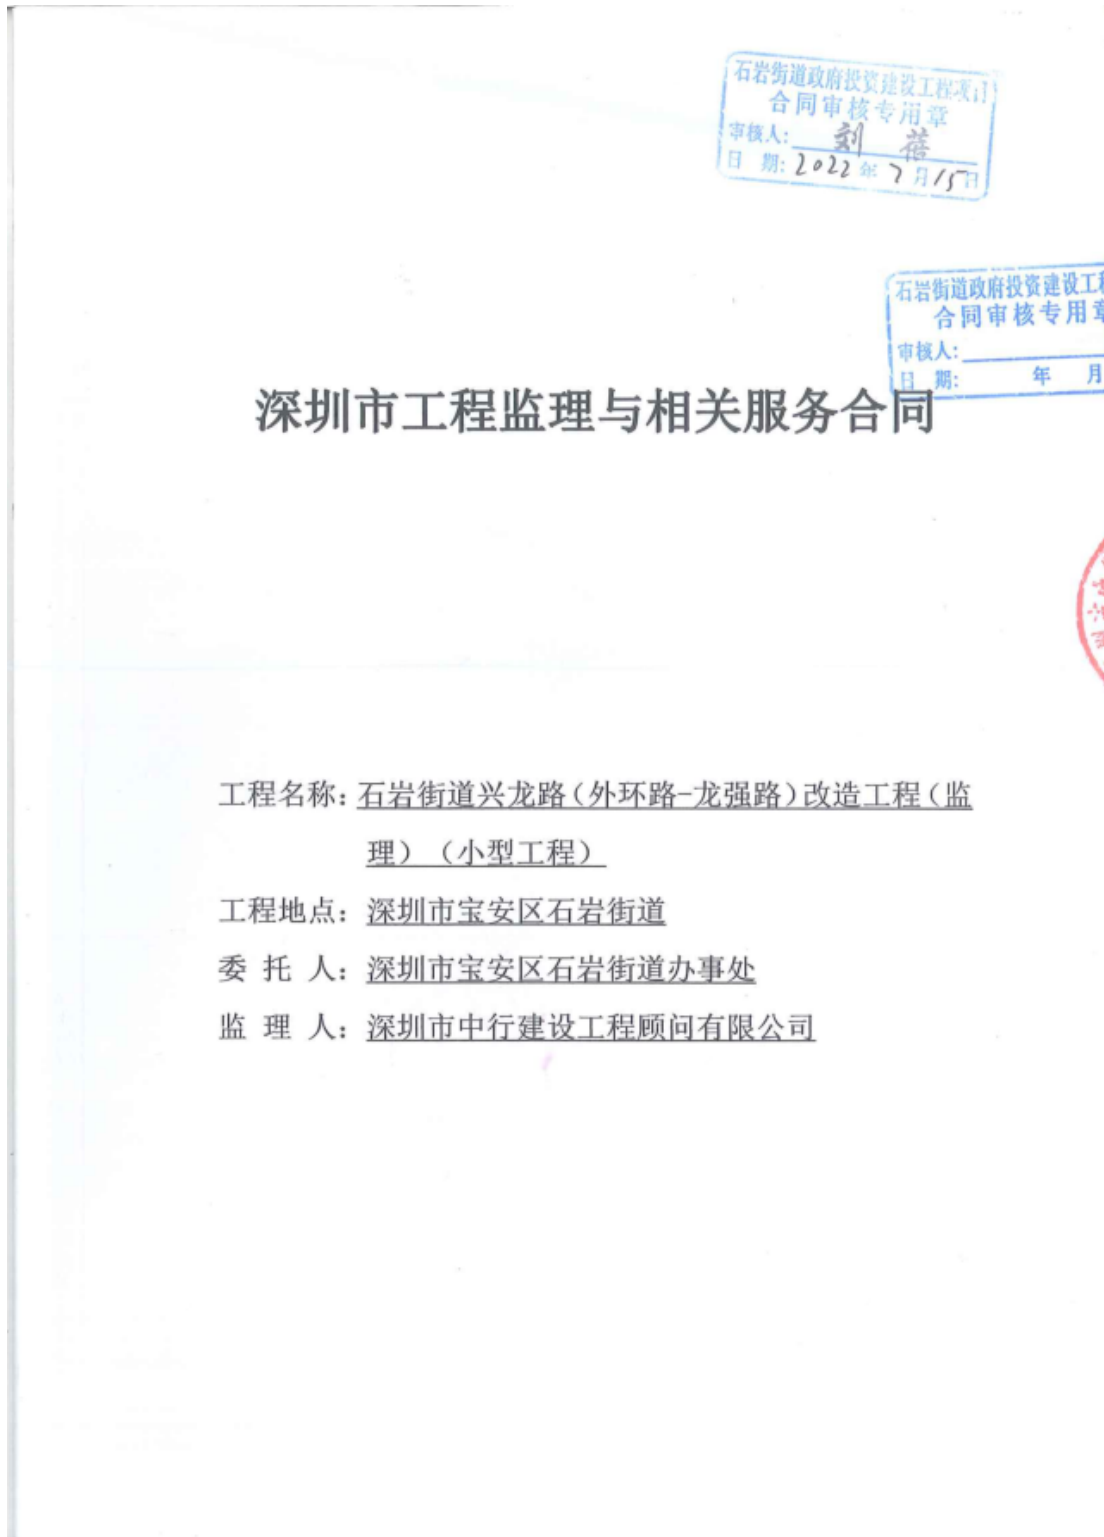 石岩街道政府投资建设工程项目
合同审核专用章
审核人: 刘蓓
日 期: 2022年7月15日
石岩街道政府投资建设工程
合同审核专用章
审核人:
日 期: 年 月
深圳市工程监理与相关服务合同
工程名称: 石岩街道兴龙路(外环路-龙强路)改造工程(监
理)(小型工程)
工程地点: 深圳市宝安区石岩街道
委 托 人: 深圳市宝安区石岩街道办事处
监 理 人: 深圳市中行建设工程顾问有限公司